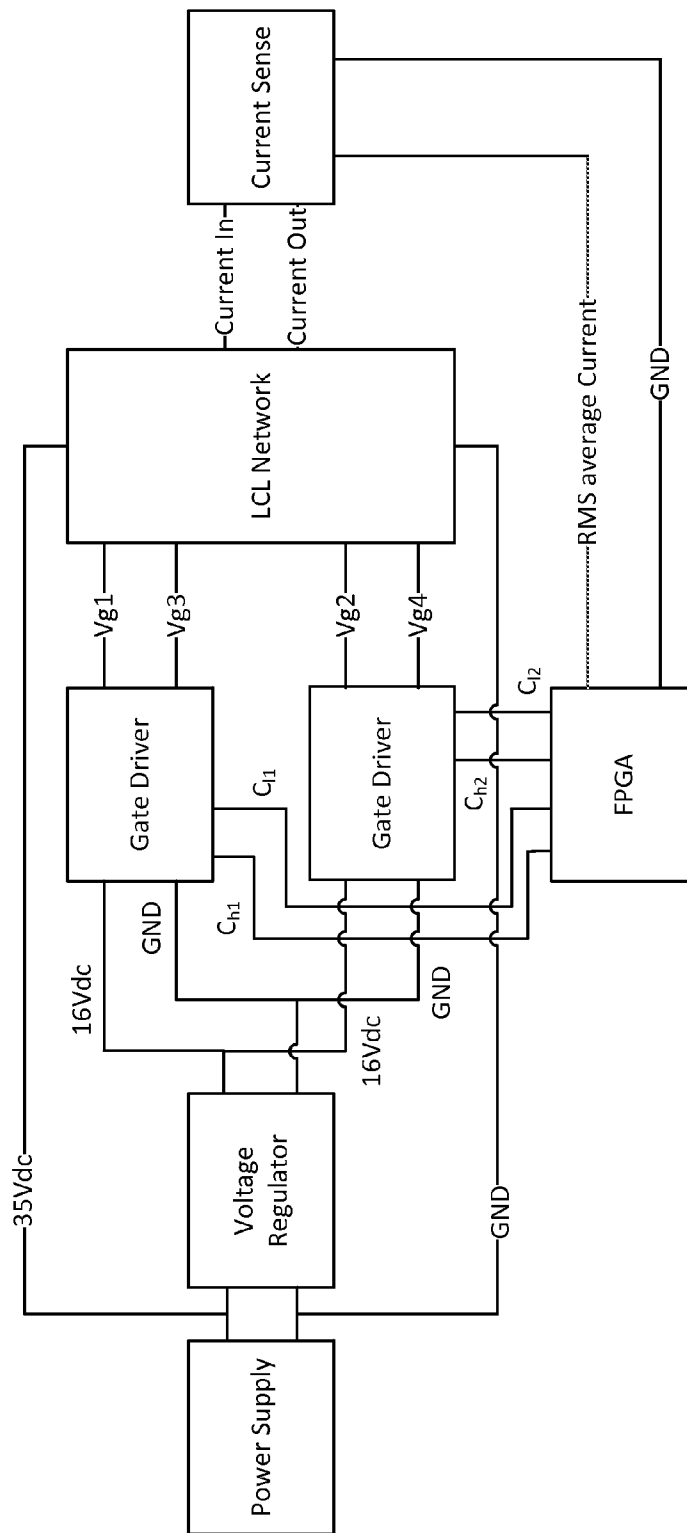 35Vdc
Power Supply
Voltage
Regulator
16Vdc
GND
16Vdc
GND
GND
Gate Driver
Gate Driver
Ch1
Cl1
Ch2
Cl2
Vg1
Vg3
Vg2
Vg4
LCL Network
Current In
Current Out
Current Sense
FPGA
RMS average Current
GND